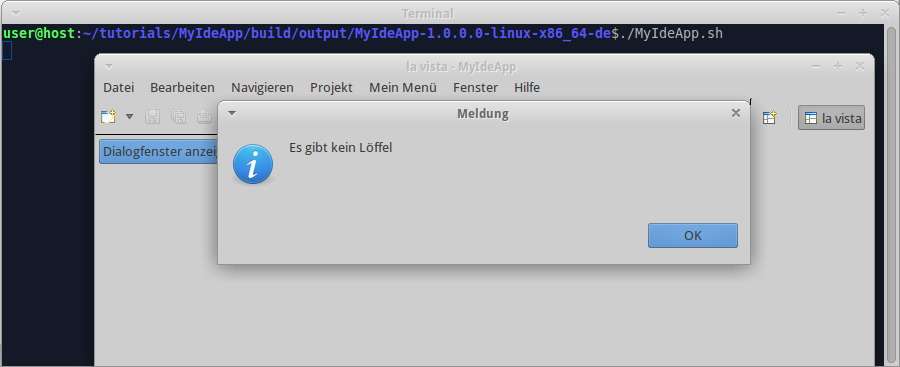 Terminal
user@host:~/tutorials/MyIdeApp/build/output/MyIdeApp-1.0.0.0-linux-x86_64-de$./MyIdeApp.sh
la vista - MyIdeApp
Datei Bearbeiten Navigieren Projekt Mein Menü Fenster Hilfe
Meldung
la vista
Dialogfenster anzei
Es gibt kein Löffel
OK